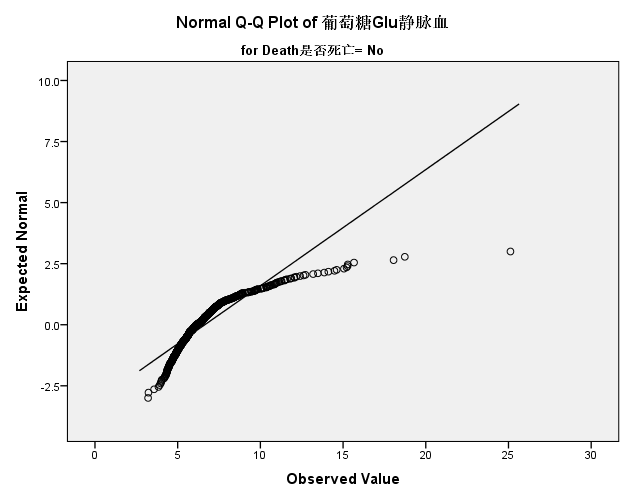 Normal Q-Q Plot of 葡萄糖Glu静脉血
for Death是否死亡= No
10.0
7.5
5.0
2.5
0.0
-2.5
Expected Normal
0 5 10 15 20 25 30
Observed Value